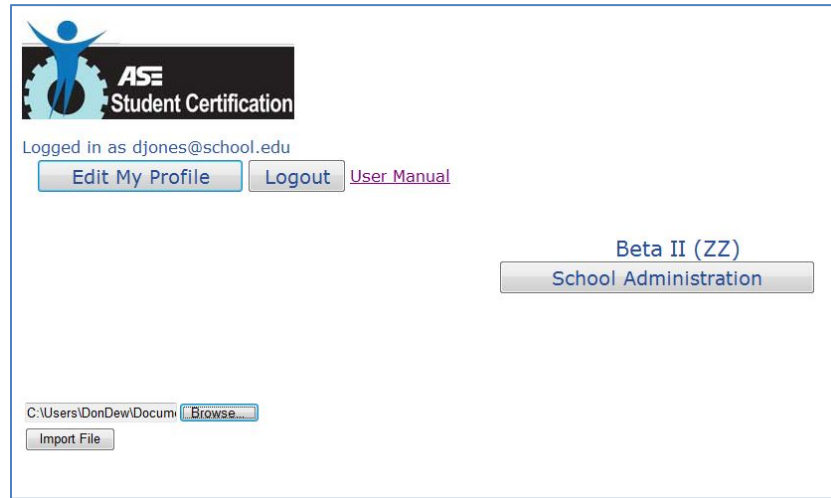 ASE
Student Certification
Logged in as djones@school.edu
Edit My Profile Logout User Manual
Beta II (ZZ)
School Administration
C:\Users\DonDew\Docum Browse...
Import File